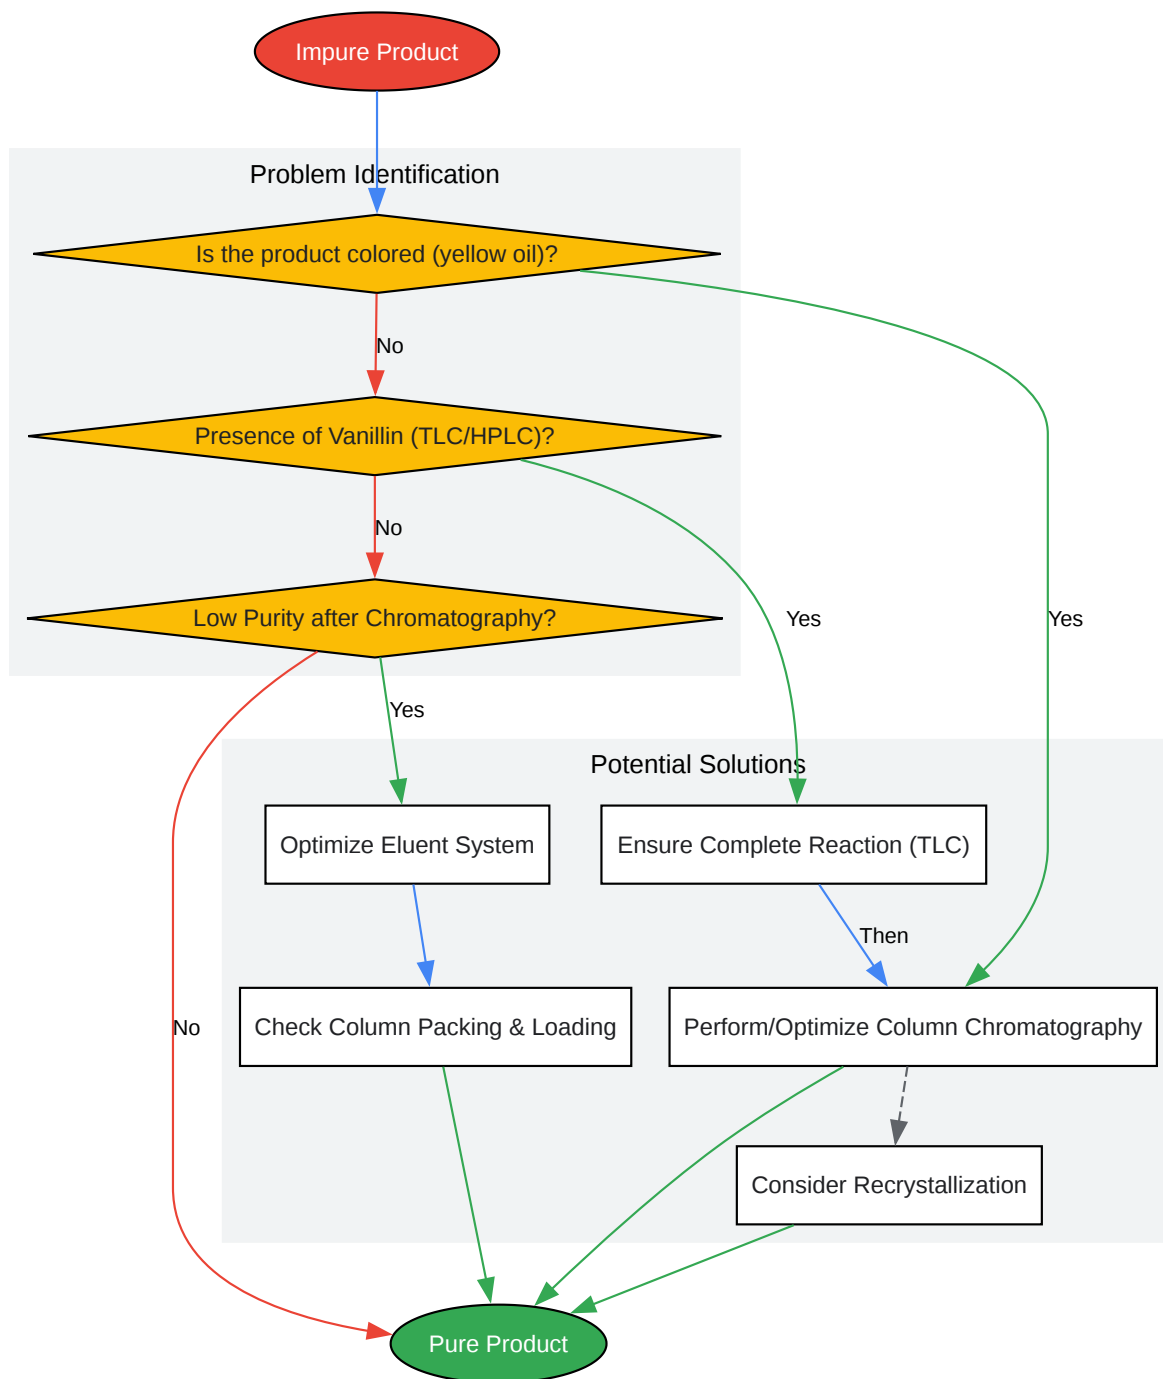 Impure Product
Problem Identification
Is the product colored (yellow oil)?
No
Presence of Vanillin (TLC/HPLC)?
No
Low Purity after Chromatography?
Yes
Yes
Yes
Potential Solutions
Optimize Eluent System
Ensure Complete Reaction (TLC)
Then
Check Column Packing & Loading
Perform/Optimize Column Chromatography
No
Consider Recrystallization
Pure Product